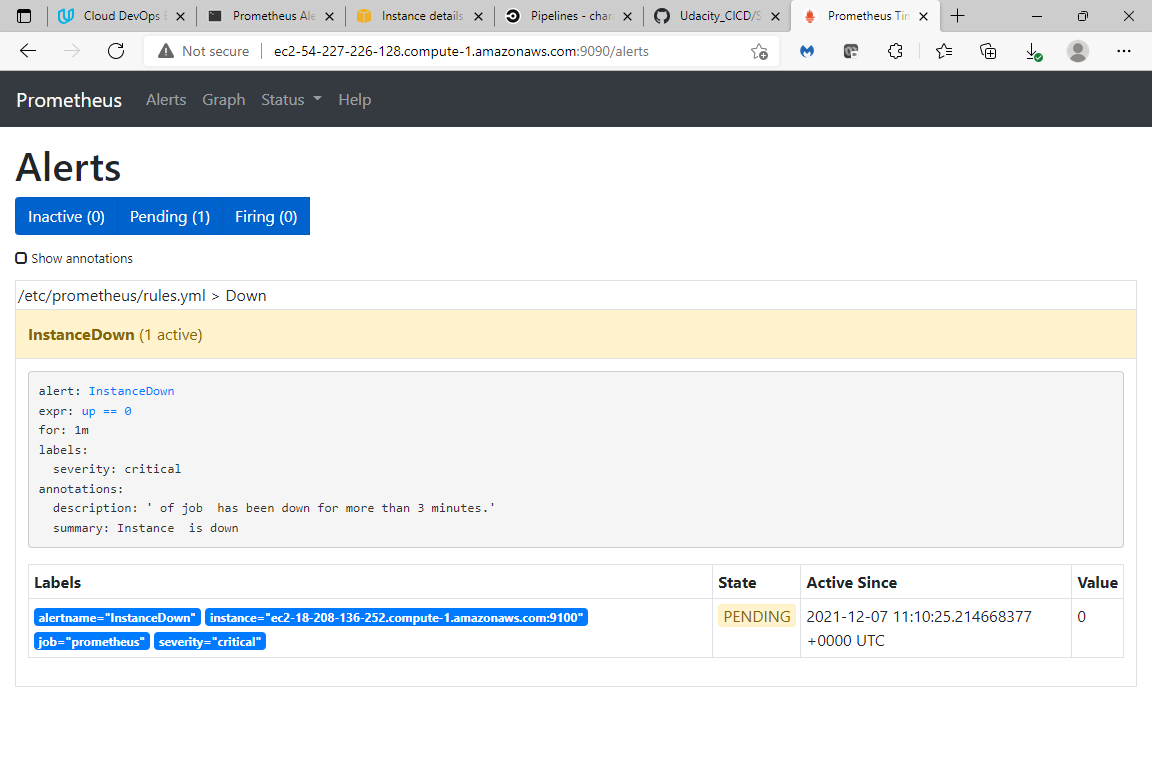 Cloud DevOps E
Prometheus Ale
Instance details
Pipelines - char
Udacity_CICD/S
Prometheus Tim
Not secure
ec2-54-227-226-128.compute-1.amazonaws.com:9090/alerts
Prometheus Alerts Graph Status Help
Alerts
Inactive (0) Pending (1) Firing (0)
Show annotations
/etc/prometheus/rules.yml > Down
InstanceDown (1 active)
alert: InstanceDown
expr: up == 0
for: 1m
labels:
  severity: critical
annotations:
  description: ' of job  has been down for more than 3 minutes.'
  summary: Instance  is down
Labels State Active Since Value
alertname="InstanceDown" instance="ec2-18-208-136-252.compute-1.amazonaws.com:9100" PENDING 2021-12-07 11:10:25.214668377 0
job="prometheus" severity="critical" +0000 UTC